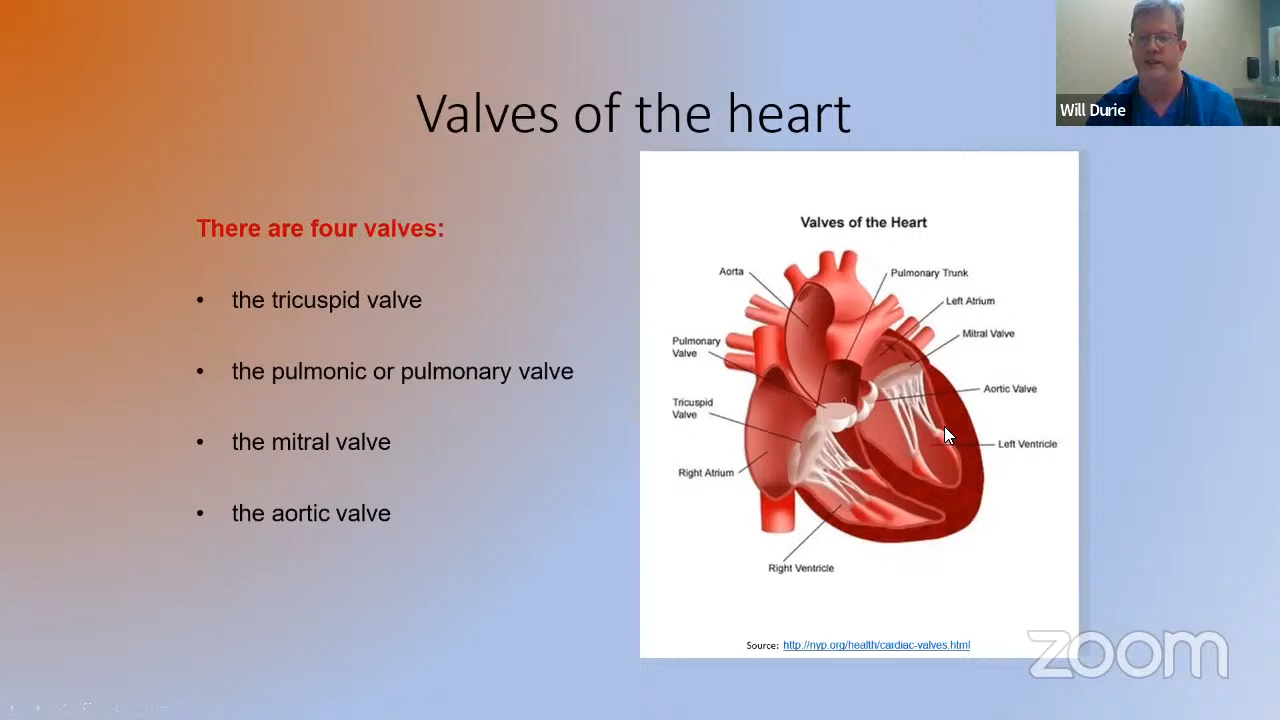 Will Durie
Valves of the heart
There are four valves:
• the tricuspid valve
• the pulmonic or pulmonary valve
• the mitral valve
• the aortic valve
Valves of the Heart
Aorta
Pulmonary Trunk
Left Atrium
Mitral Valve
Pulmonary
Valve
Aortic Valve
Tricuspid
Valve
Left Ventricle
Right Atrium
Right Ventricle
Source: http://nyp.org/health/cardiac-valves.html
zoom